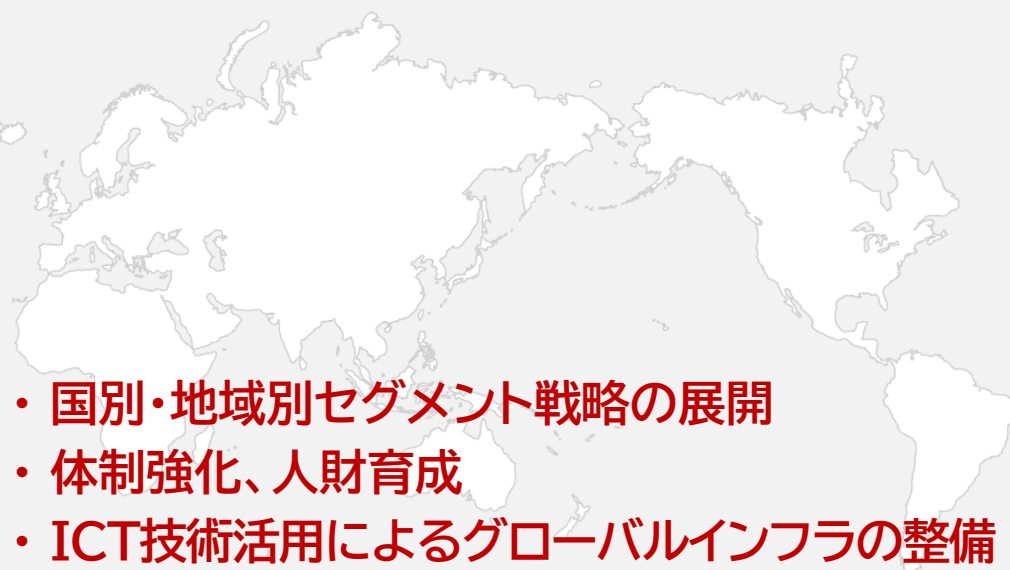 ・ 国別・地域別セグメント戦略の展開
・ 体制強化、人財育成
・ ICT技術活用によるグローバルインフラの整備